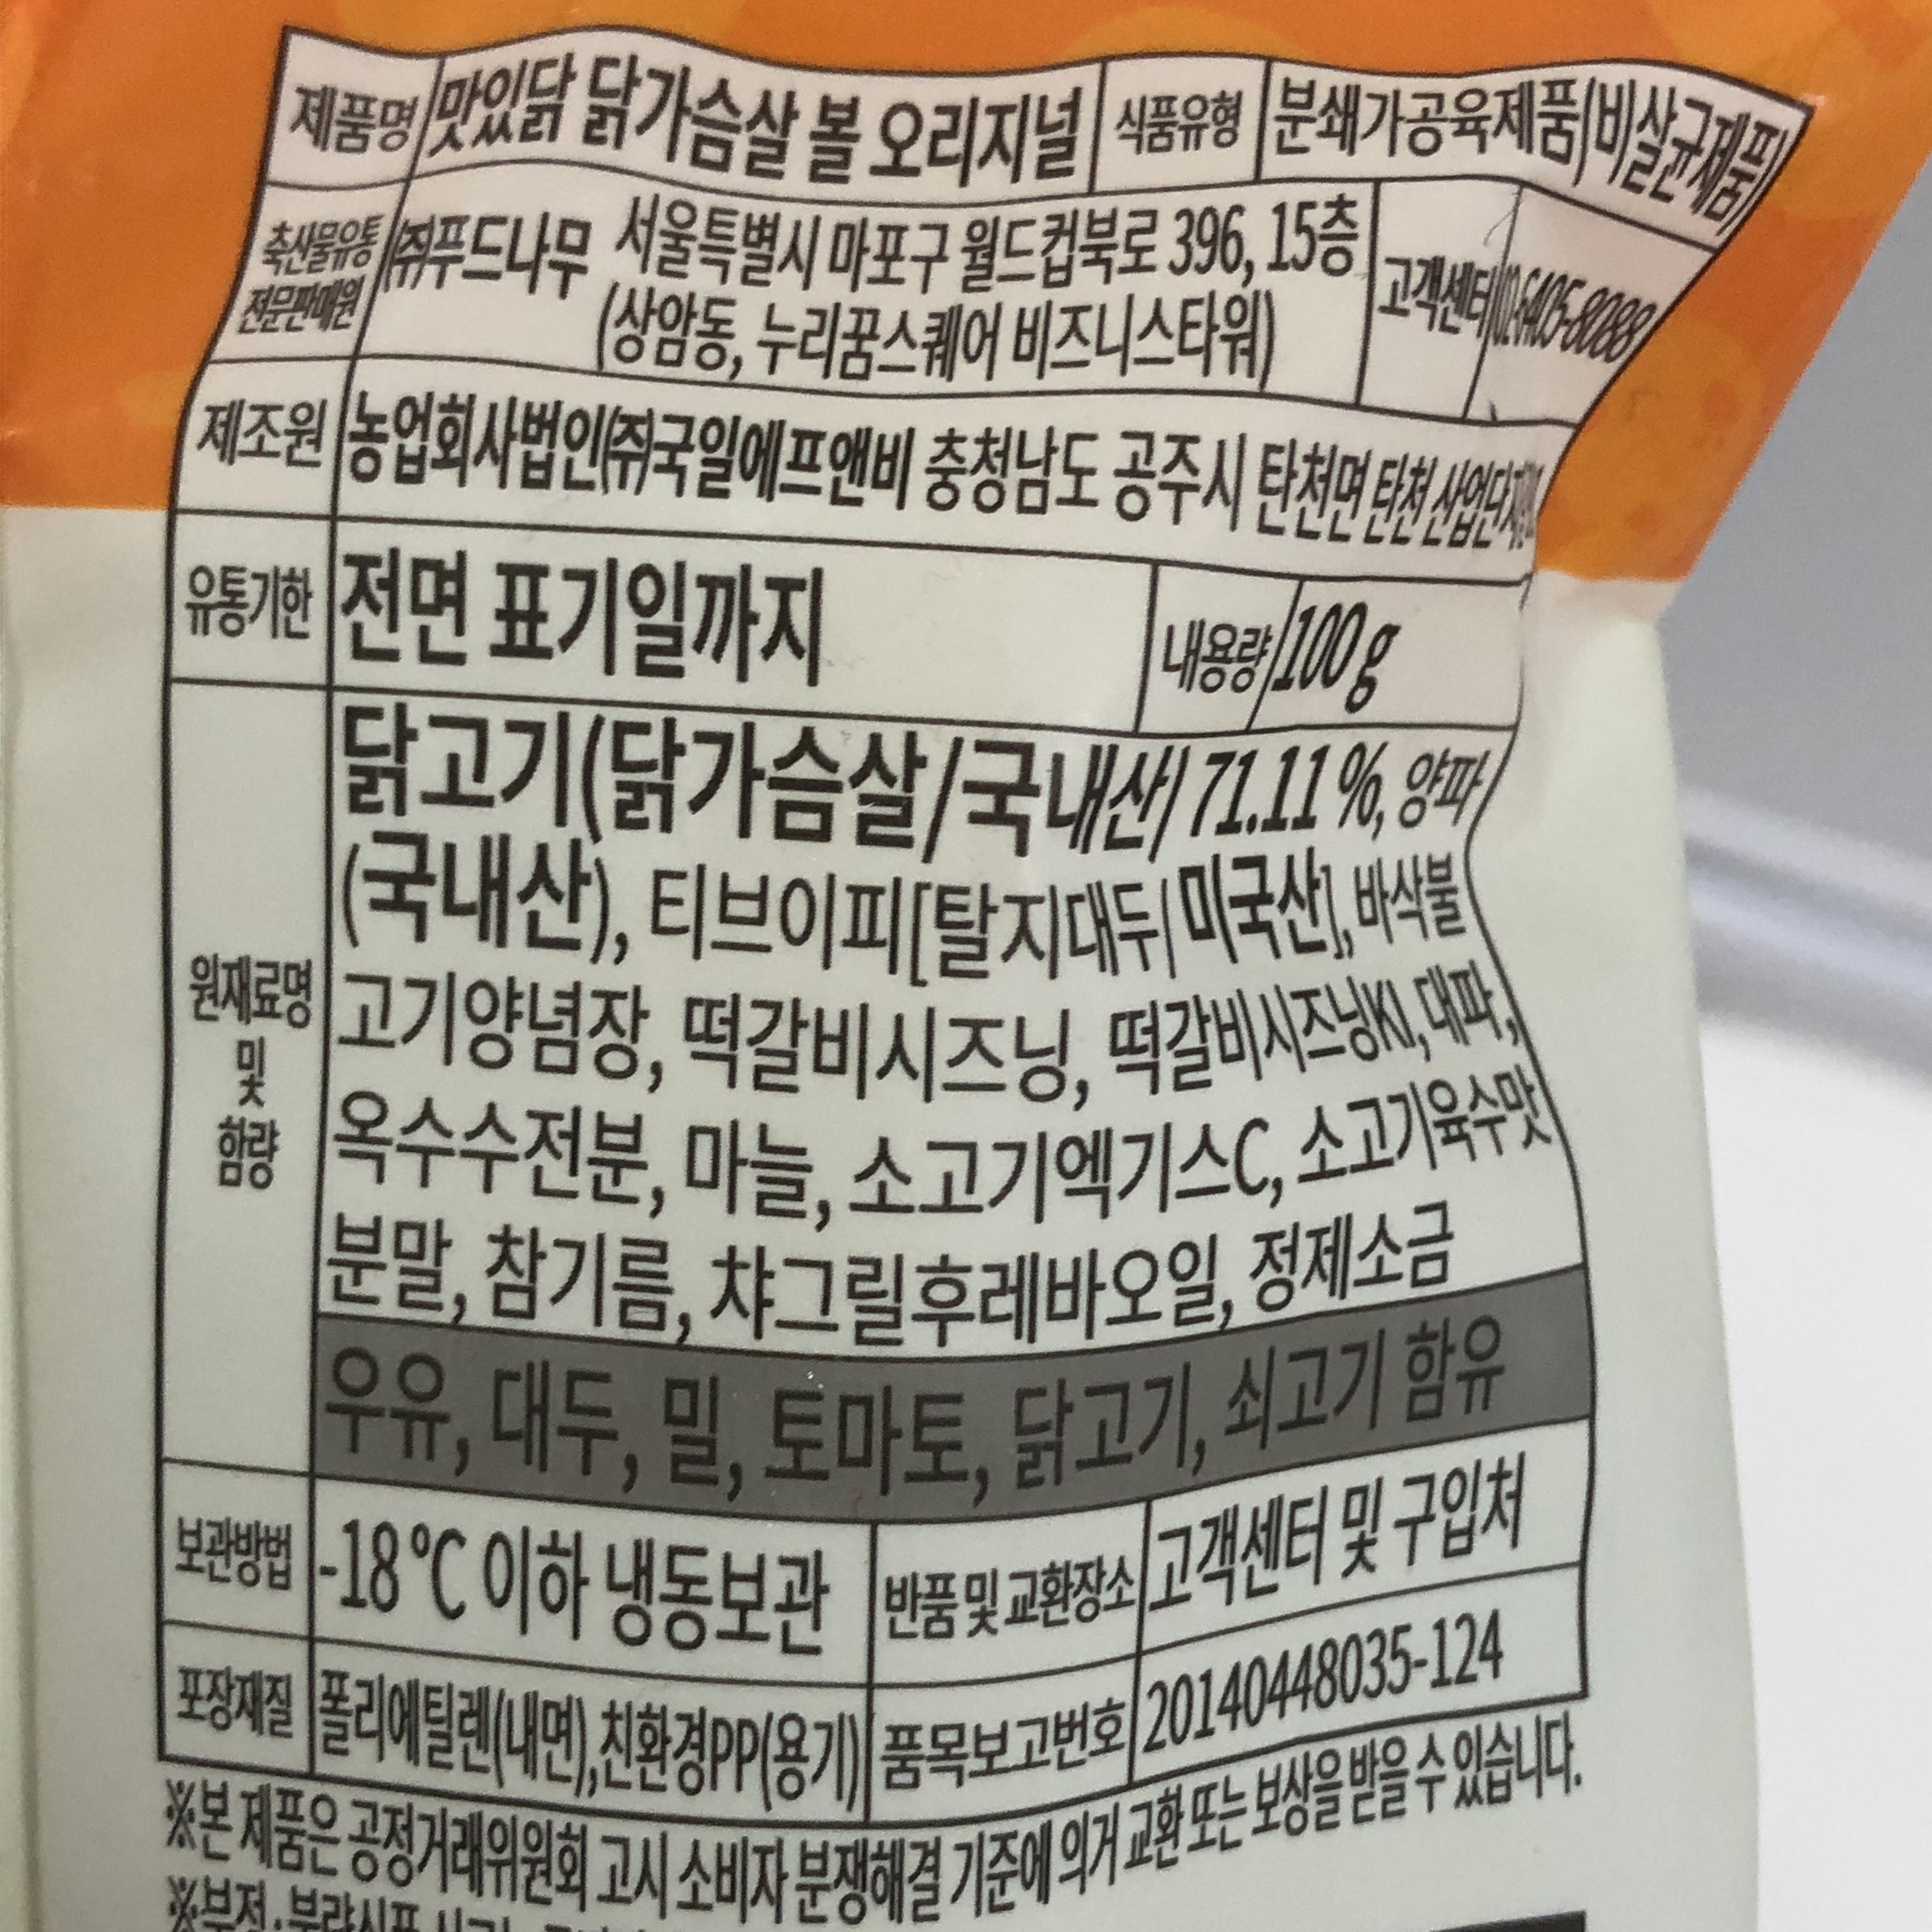 제품명 맛있닭 닭가슴살 볼 오리지널 식품유형 분쇄가공육제품(비살균제품)
축산물유통
전문판매원
㈜푸드나무 서울특별시 마포구 월드컵북로 396, 15층
(상암동, 누리꿈스퀘어 비즈니스타워)
고객센터 02-6405-8088
제조원 농업회사법인㈜국일에프앤비 충청남도 공주시 탄천면 탄천 산업단지
유통기한 전면 표기일까지 내용량 100 g
원재료명
및
함량
닭고기(닭가슴살/국내산) 71.11 %, 양파
(국내산), 티브이피[탈지대두(미국산)], 바삭불
고기양념장, 떡갈비시즈닝, 떡갈비시즈닝KI, 대파,
옥수수전분, 마늘, 소고기엑기스C, 소고기육수맛
분말, 참기름, 챠그릴후레바오일, 정제소금
우유, 대두, 밀, 토마토, 닭고기, 쇠고기 함유
보관방법 -18℃ 이하 냉동보관 반품 및 교환장소 고객센터 및 구입처
포장재질 폴리에틸렌(내면),친환경PP(용기) 품목보고번호 20140448035-124
※본 제품은 공정거래위원회 고시 소비자 분쟁해결 기준에 의거 교환 또는 보상을 받을 수 있습니다.